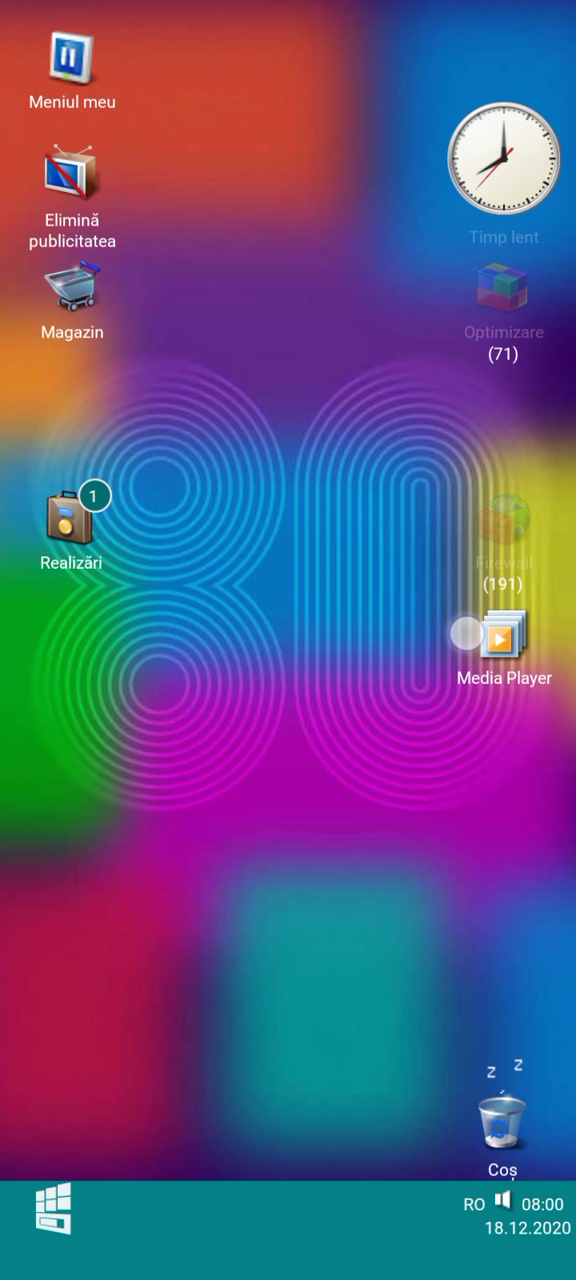 Meniul meu
Elimină
publicitatea
Magazin
1
Realizări
Timp lent
Optimizare
(71)
Firewall
(191)
Media Player
80
z z
Coș
RO 08:00
18.12.2020